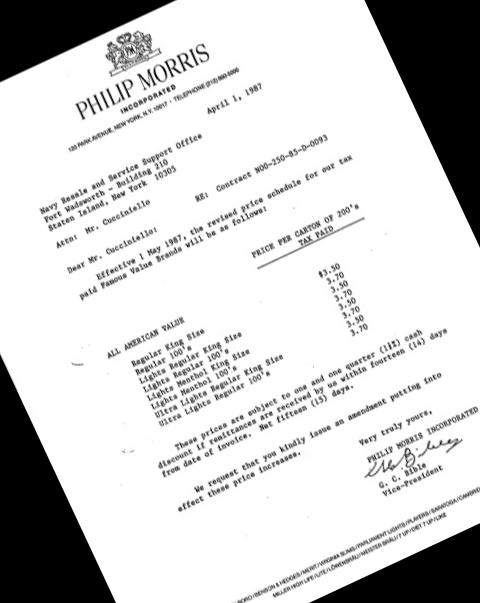 PM
PHILIP MORRIS
INCORPORATED
120 PARK AVENUE, NEW YORK, N.Y. 10017 · TELEPHONE (212) 880-5000
April 1, 1987
Navy Resale and Service Support Office
Fort Wadsworth - Building 210
Staten Island, New York 10305
RE: Contract N00-250-85-D-0093
Attn: Mr. Cucciniello
Dear Mr. Cucciniello:
Effective 1 May 1987, the revised price schedule for our tax
paid Famous Value Brands will be as follows:
PRICE PER CARTON OF 200's
TAX PAID
ALL AMERICAN VALUE
Regular King Size $3.50
Regular 100's 3.70
Lights Regular King Size 3.50
Lights Regular 100's 3.70
Lights Menthol King Size 3.50
Lights Menthol 100's 3.70
Ultra Lights Regular King Size 3.50
Ultra Lights Regular 100's 3.70
These prices are subject to one and one quarter (1¼%) cash
discount if remittances are received by us within fourteen (14) days
from date of invoice. Net fifteen (15) days.
We request that you kindly issue an amendment putting into
effect these price increases.
Very truly yours,
PHILIP MORRIS INCORPORATED
G. C. Bible
Vice-President
BENSON & HEDGES/MERIT/VIRGINIA SLIMS/PARLIAMENT LIGHTS/PLAYERS/SARATOGA/
MILLER HIGH LIFE/LITE/LÖWENBRÄU/MEISTER BRÄU/7 UP/DIET 7 UP/LIKE